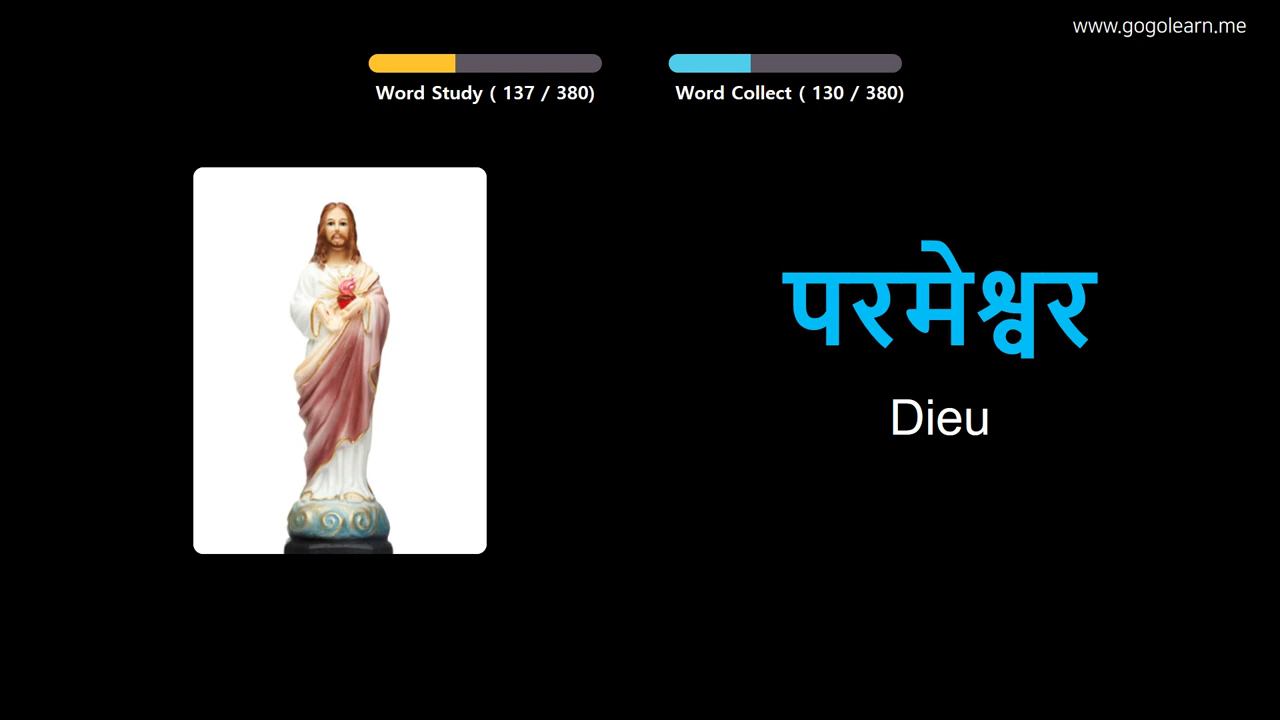 www.gogolearn.me
Word Study ( 137 / 380)
Word Collect ( 130 / 380)
परमेश्वर
Dieu